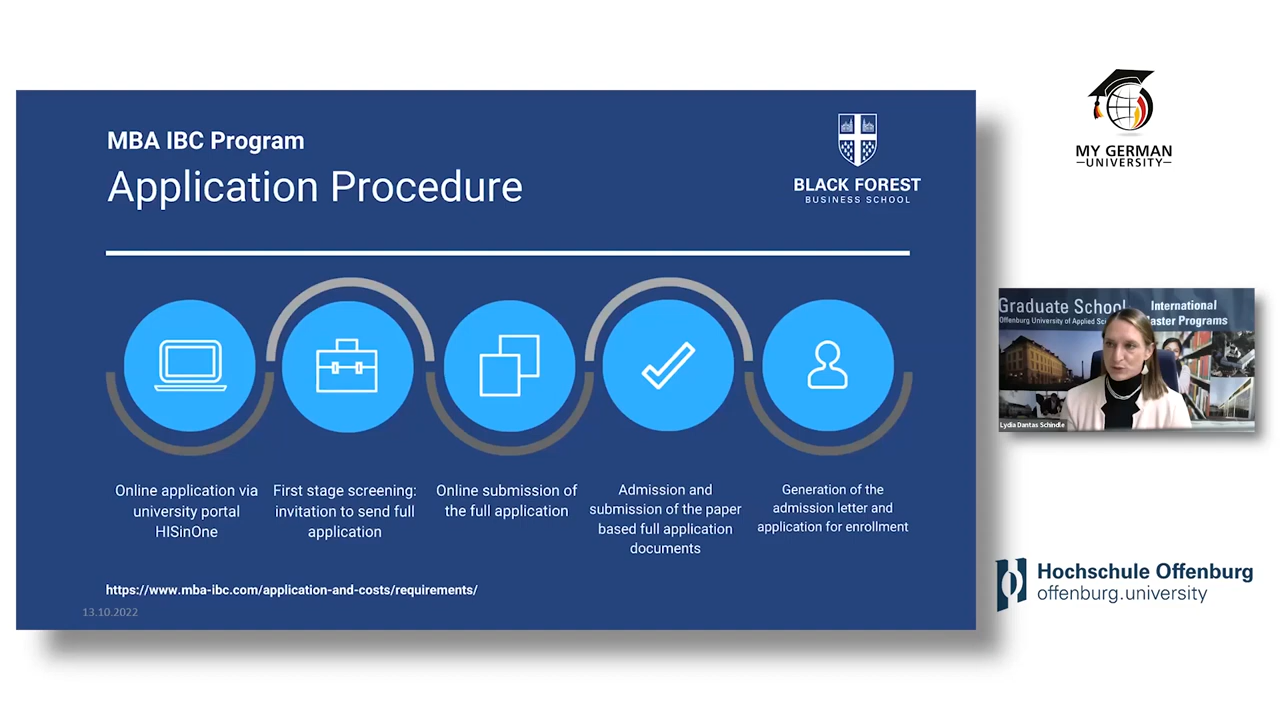 MBA IBC Program
Application Procedure
BLACK FOREST
BUSINESS SCHOOL
Online application via
university portal
HISinOne
First stage screening:
invitation to send full
application
Online submission of
the full application
Admission and
submission of the paper
based full application
documents
Generation of the
admission letter and
application for enrollment
https://www.mba-ibc.com/application-and-costs/requirements/
13.10.2022
MY GERMAN
UNIVERSITY
Graduate School
Offenburg University of Applied
International
Master Programs
Lydia Dantas Schindle
Hochschule Offenburg
offenburg.university